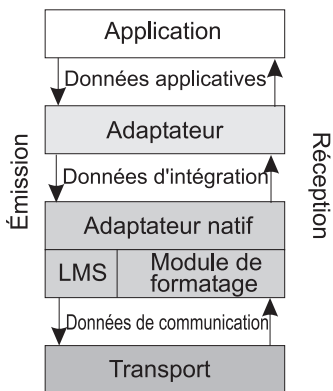 Application
Données applicatives
Adaptateur
Émission
Données d'intégration
Réception
Adaptateur natif
LMS
Module de
formatage
Données de communication
Transport